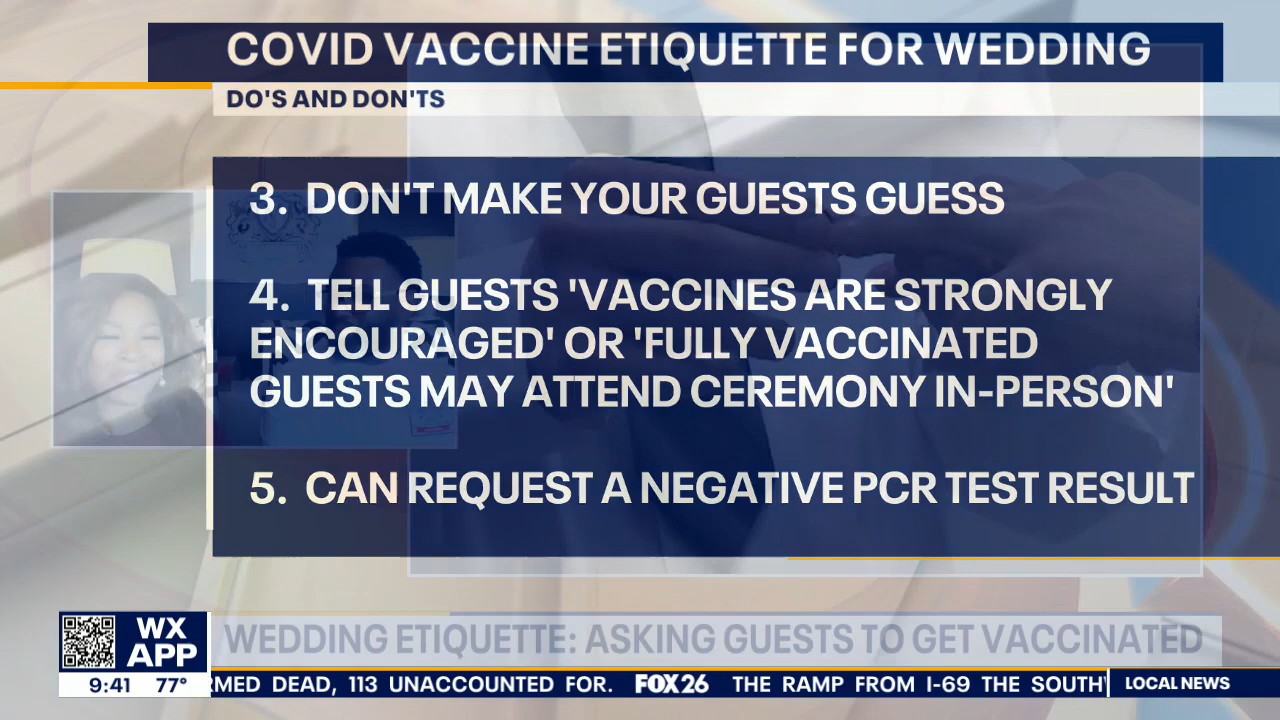 COVID VACCINE ETIQUETTE FOR WEDDING
DO'S AND DON'TS
3. DON'T MAKE YOUR GUESTS GUESS
4. TELL GUESTS 'VACCINES ARE STRONGLY
ENCOURAGED' OR 'FULLY VACCINATED
GUESTS MAY ATTEND CEREMONY IN-PERSON'
5. CAN REQUEST A NEGATIVE PCR TEST RESULT
WX
APP
WEDDING ETIQUETTE: ASKING GUESTS TO GET VACCINATED
9:41 77° RMED DEAD, 113 UNACCOUNTED FOR. FOX 26 THE RAMP FROM I-69 THE SOUTH LOCAL NEWS